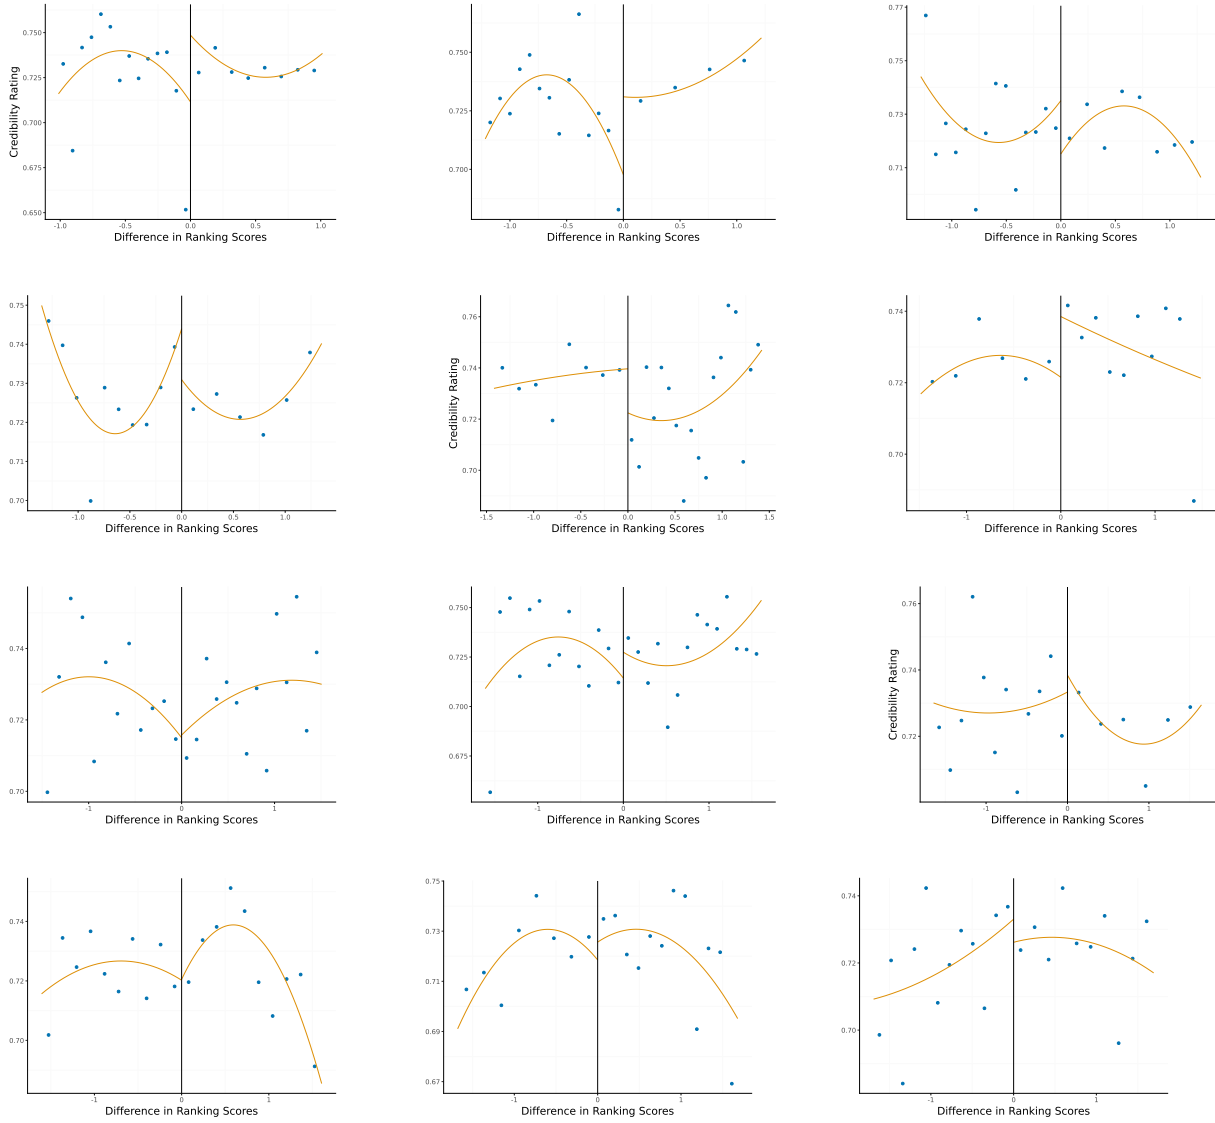 0.750
0.725
0.700
0.675
0.650
Credibility Rating
-1.0 -0.5 0.0 0.5 1.0
Difference in Ranking Scores
0.750
0.725
0.700
-1.0 -0.5 0.0 0.5 1.0
Difference in Ranking Scores
0.77
0.75
0.73
0.71
-1.0 -0.5 0.0 0.5 1.0
Difference in Ranking Scores
0.75
0.74
0.73
0.72
0.71
0.70
-1.0 -0.5 0.0 0.5 1.0
Difference in Ranking Scores
0.76
0.74
0.72
0.70
Credibility Rating
-1.5 -1.0 -0.5 0.0 0.5 1.0 1.5
Difference in Ranking Scores
0.74
0.72
0.70
-1 0 1
Difference in Ranking Scores
0.74
0.72
0.70
-1 0 1
Difference in Ranking Scores
0.750
0.725
0.700
0.675
-1 0 1
Difference in Ranking Scores
0.76
0.74
0.72
Credibility Rating
-1 0 1
Difference in Ranking Scores
0.74
0.72
0.70
-1 0 1
Difference in Ranking Scores
0.75
0.73
0.71
0.69
0.67
-1 0 1
Difference in Ranking Scores
0.74
0.72
0.70
-1 0 1
Difference in Ranking Scores